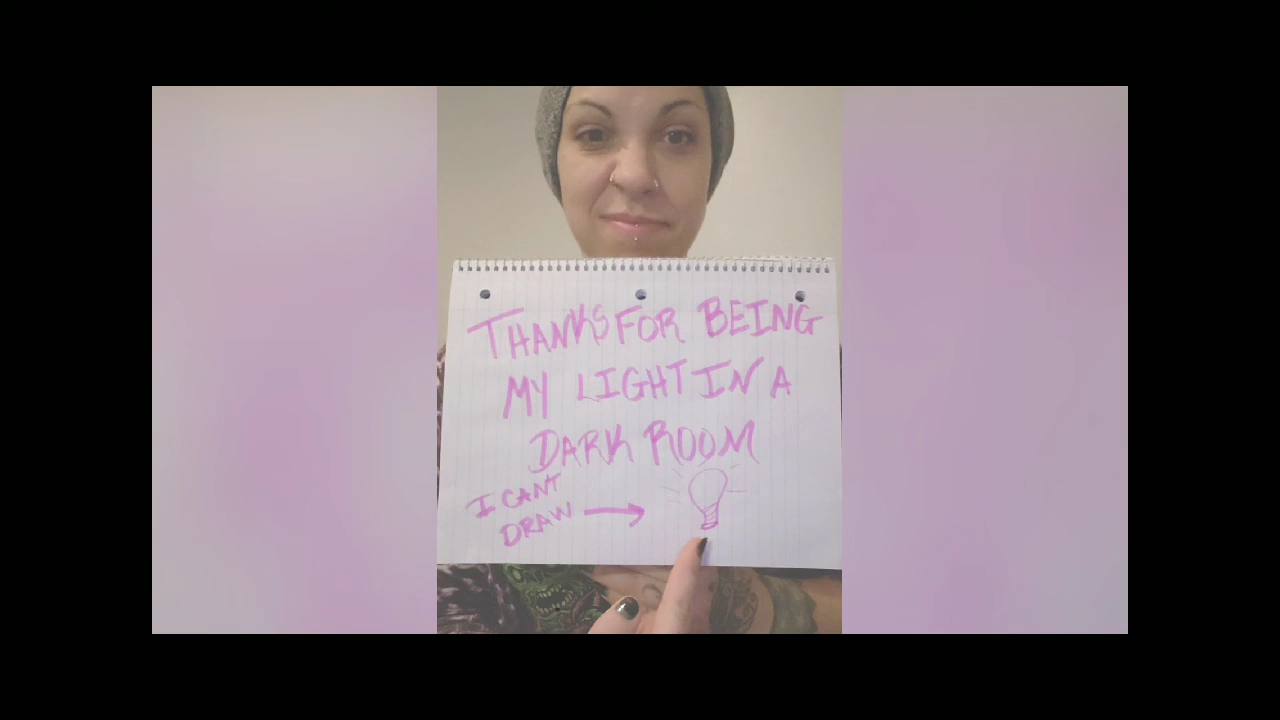 THANKS FOR BEING
MY LIGHT IN A
DARK ROOM
I CANT
DRAW